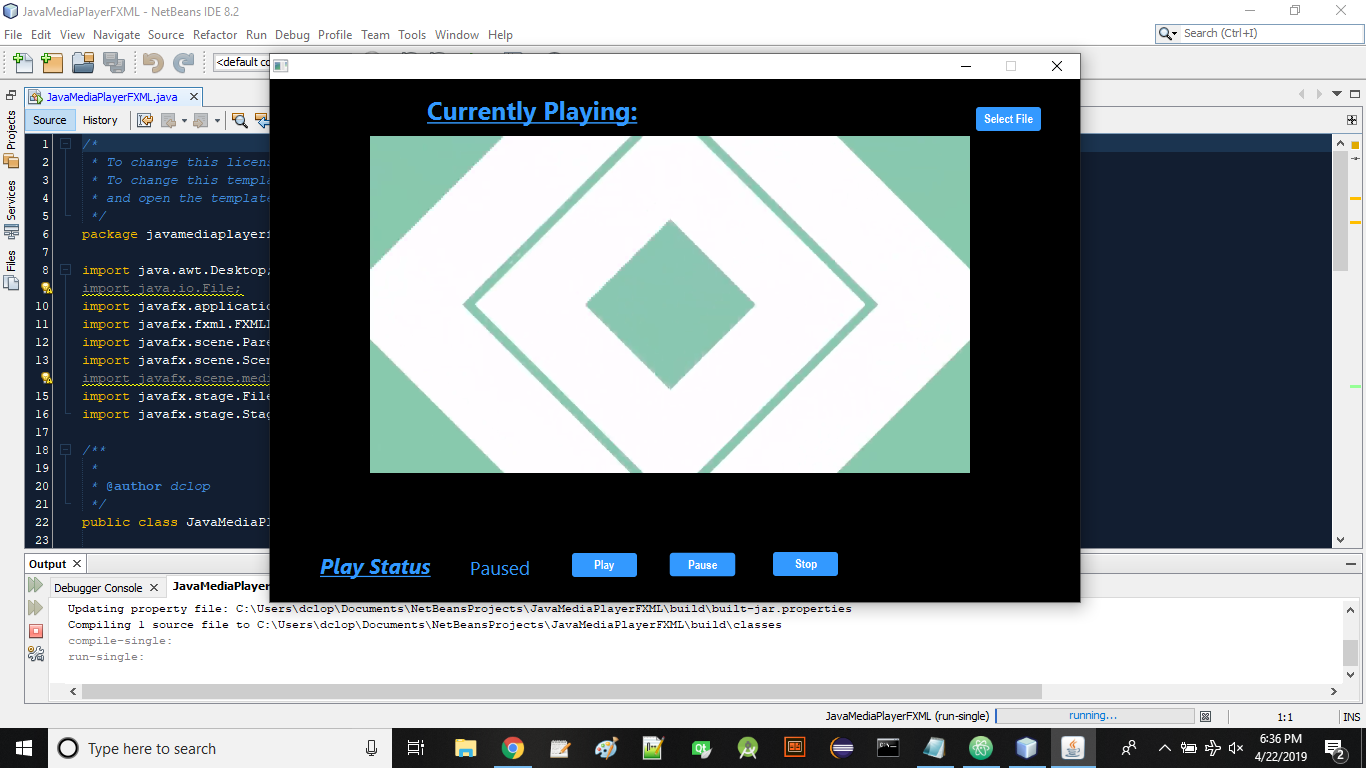 JavaMediaPlayerFXML - NetBeans IDE 8.2
File Edit View Navigate Source Refactor Run Debug Profile Team Tools Window Help
Search (Ctrl+I)
<default co
JavaMediaPlayerFXML.java
Source History
Projects
Services
Files
Currently Playing:
Select File
1 /*
2 * To change this licens
3 * To change this templa
4 * and open the template
5 */
6 package javamediaplayerf
7
8 import java.awt.Desktop;
import java.io.File;
10 import javafx.applicatio
11 import javafx.fxml.FXMLL
12 import javafx.scene.Pare
13 import javafx.scene.Scen
import javafx.scene.medi
15 import javafx.stage.File
16 import javafx.stage.Stag
17
18 /**
19 *
20 * @author dclop
21 */
22 public class JavaMediaPl
23
Play Status Paused Play Pause Stop
Output
Debugger Console JavaMediaPlayer
Updating property file: C:\Users\dclop\Documents\NetBeansProjects\JavaMediaPlayerFXML\build\built-jar.properties
Compiling 1 source file to C:\Users\dclop\Documents\NetBeansProjects\JavaMediaPlayerFXML\build\classes
compile-single:
run-single:
JavaMediaPlayerFXML (run-single) running... 1:1 INS
Type here to search
6:36 PM
4/22/2019
2